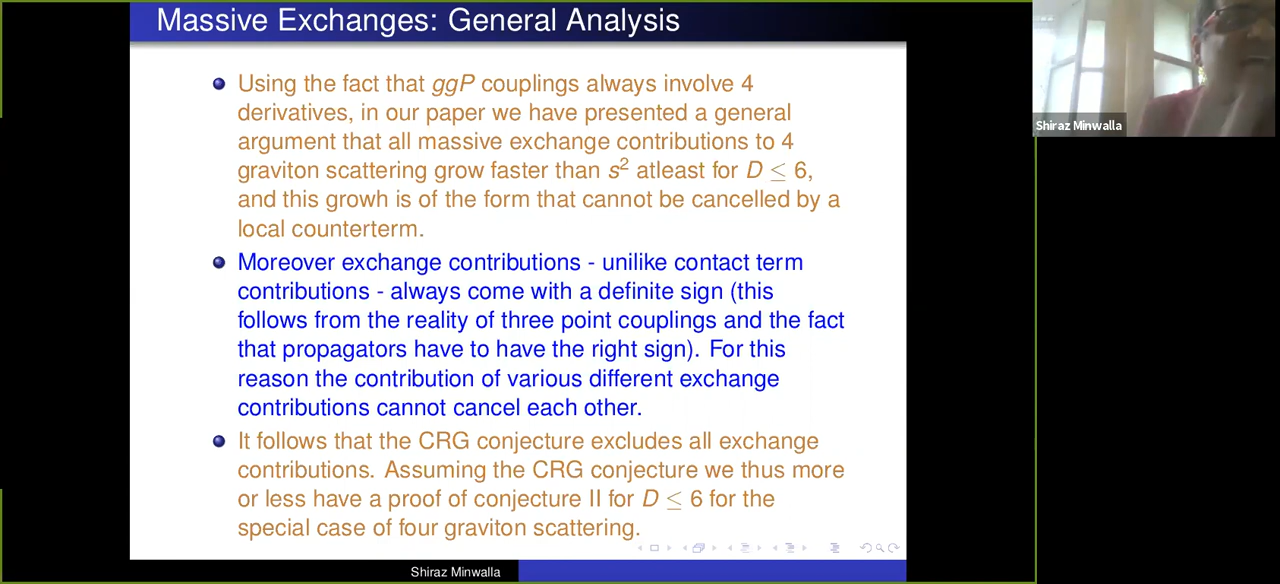 Massive Exchanges: General Analysis
Using the fact that ggP couplings always involve 4
derivatives, in our paper we have presented a general
argument that all massive exchange contributions to 4
graviton scattering grow faster than s² atleast for D ≤ 6,
and this growh is of the form that cannot be cancelled by a
local counterterm.
Moreover exchange contributions - unilike contact term
contributions - always come with a definite sign (this
follows from the reality of three point couplings and the fact
that propagators have to have the right sign). For this
reason the contribution of various different exchange
contributions cannot cancel each other.
It follows that the CRG conjecture excludes all exchange
contributions. Assuming the CRG conjecture we thus more
or less have a proof of conjecture II for D ≤ 6 for the
special case of four graviton scattering.
Shiraz Minwalla
Shiraz Minwalla